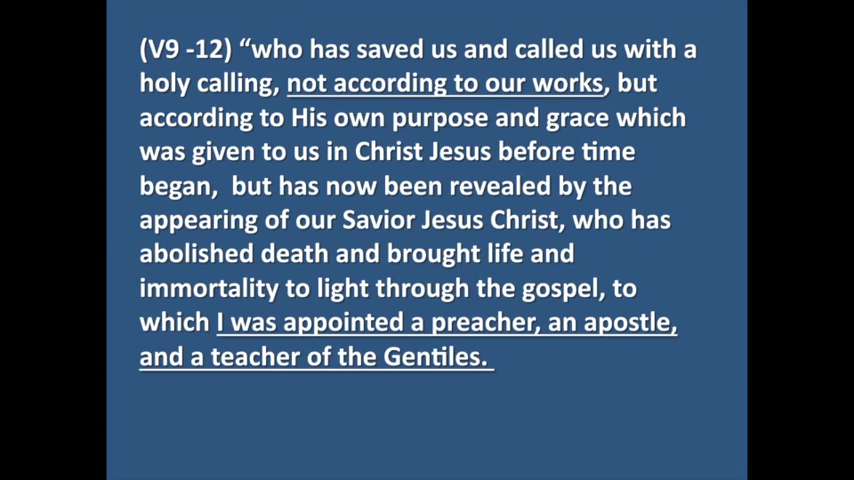 (V9 -12) “who has saved us and called us with a
holy calling, not according to our works, but
according to His own purpose and grace which
was given to us in Christ Jesus before time
began,  but has now been revealed by the
appearing of our Savior Jesus Christ, who has
abolished death and brought life and
immortality to light through the gospel, to
which I was appointed a preacher, an apostle,
and a teacher of the Gentiles.